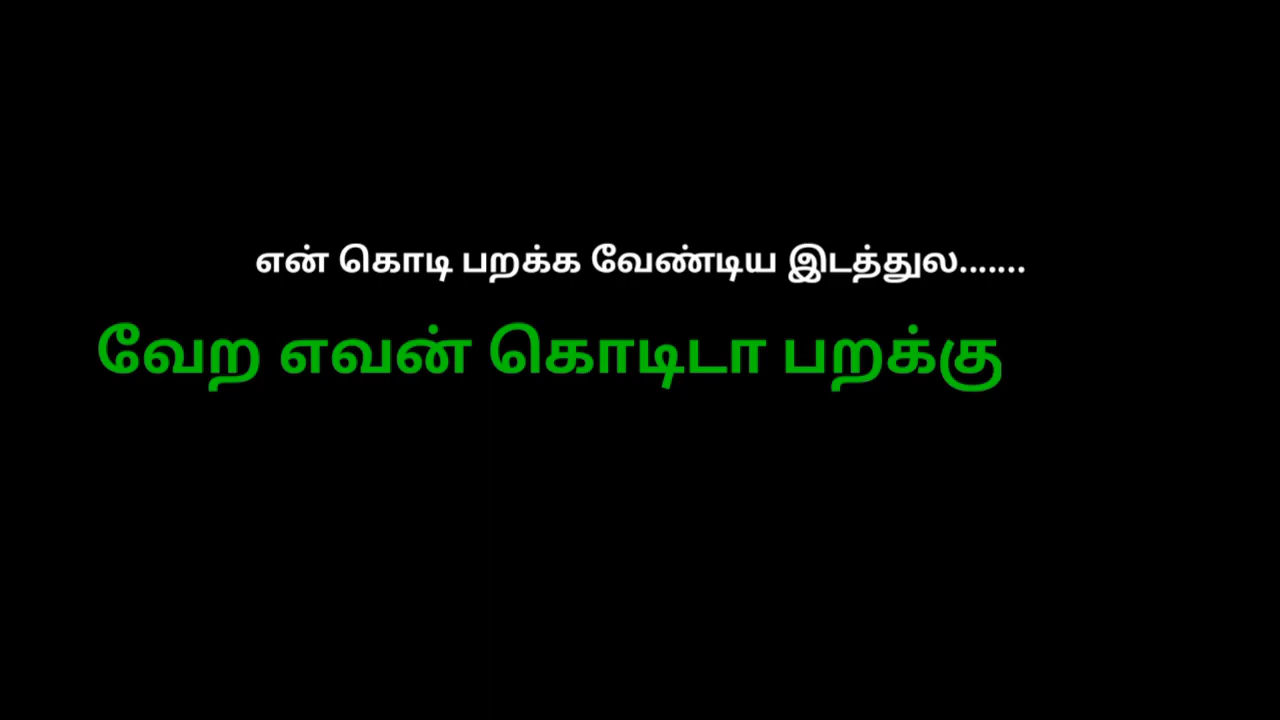 என் கொடி பறக்க வேண்டிய இடத்துல.......
வேற எவன் கொடிடா பறக்கு